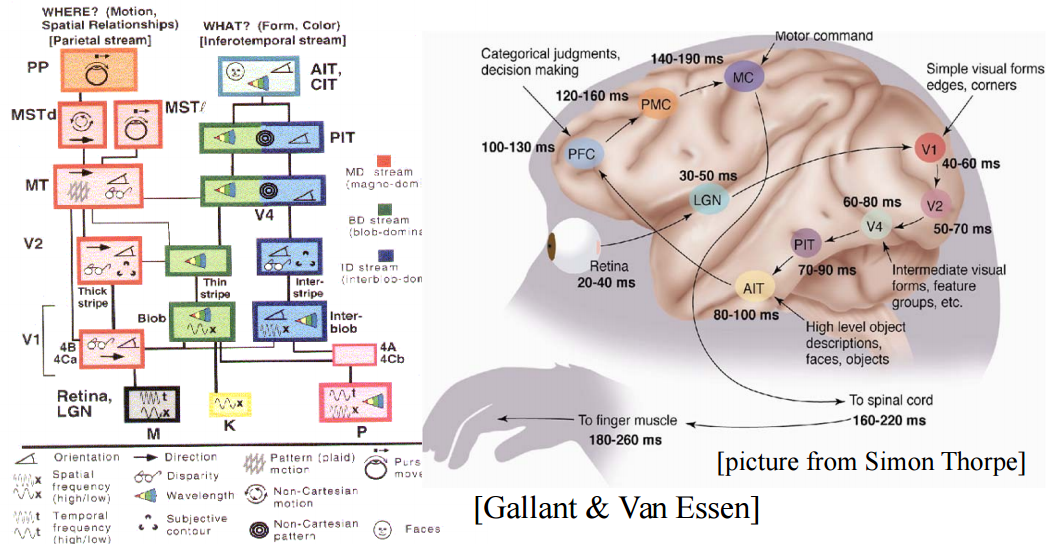 WHERE? (Motion,
Spatial Relationships)
[Parietal stream]
WHAT? (Form, Color)
[Inferotemporal stream]
PP
AIT,
CIT
MSTd
MSTl
PIT
MT
V4
MD stream
(magno-dom
BD stream
(blob-domina
ID stream
(interblob-dom
V2
Thick
stripe
Thin
stripe
Inter-
stripe
V1
Blob
Inter-
blob
4B
4Ca
4A
4Cb
x
x
x
Retina,
LGN
t
x
x
t
x
M
K
P
Orientation
Direction
Pattern (plaid)
motion
Purs
move
x
x
Spatial
frequency
(high/low)
Disparity
Wavelength
Non-Cartesian
motion
t
t
Temporal
frequency
(high/low)
Subjective
contour
Non-Cartesian
pattern
Faces
Motor command
Categorical judgments,
decision making
140-190 ms
MC
Simple visual forms
edges, corners
120-160 ms
PMC
100-130 ms
PFC
V1
40-60 ms
30-50 ms
LGN
V2
50-70 ms
60-80 ms
V4
PIT
70-90 ms
Retina
20-40 ms
AIT
80-100 ms
Intermediate visual
forms, feature
groups, etc.
High level object
descriptions,
faces, objects
To spinal cord
160-220 ms
To finger muscle
180-260 ms
[picture from Simon Thorpe]
[Gallant & Van Essen]